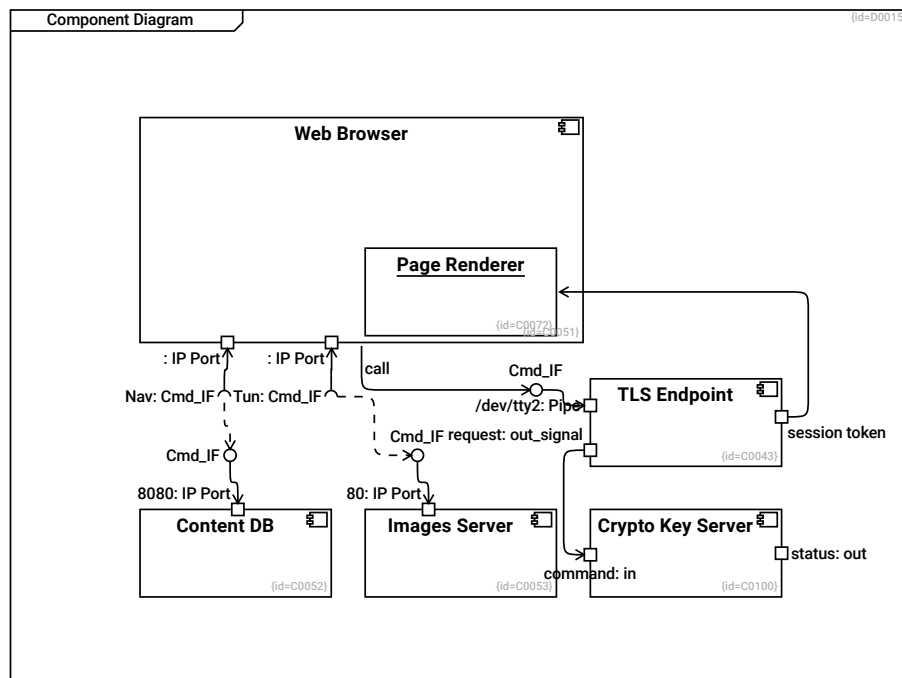 Component Diagram
{id=D0015
Web Browser
Page Renderer
{id=C0072}
{id=C0051}
: IP Port
: IP Port
call
Cmd_IF
Nav: Cmd_IF
Tun: Cmd_IF
/dev/tty2: Pipe
TLS Endpoint
Cmd_IF
Cmd_IF
request: out_signal
session token
{id=C0043}
8080: IP Port
80: IP Port
Content DB
Images Server
Crypto Key Server
status: out
command: in
{id=C0052}
{id=C0053}
{id=C0100}